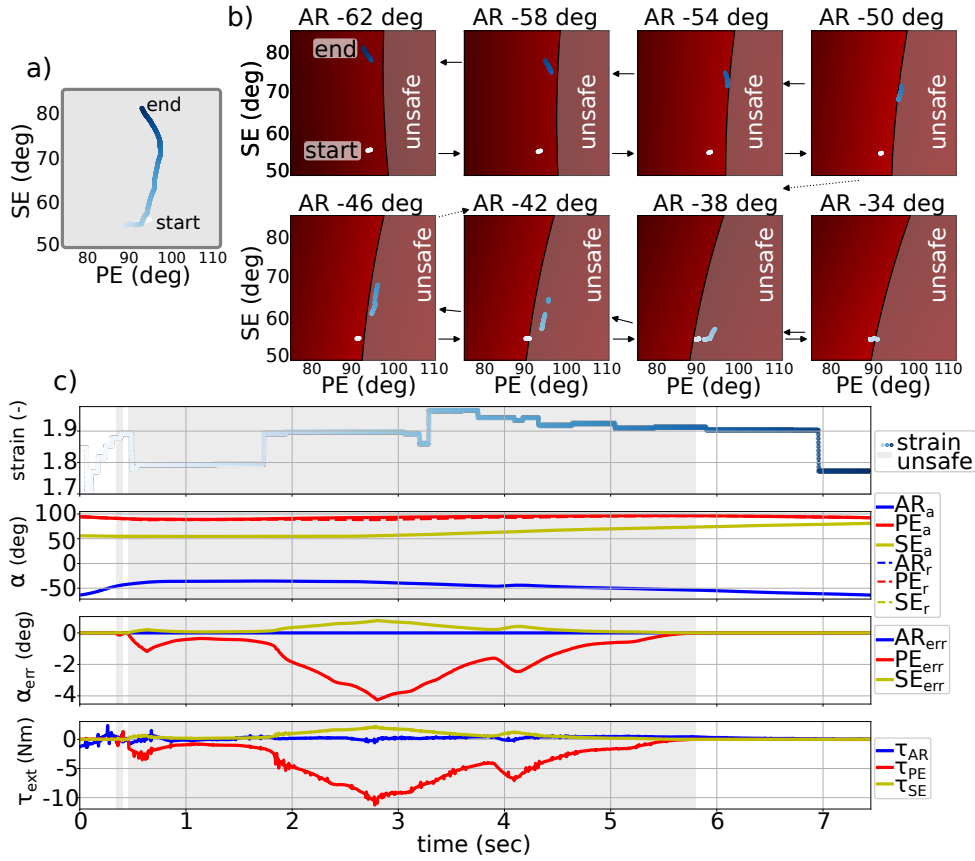 a)
80
70
60
50
SE (deg)
end
start
80 90 100 110
PE (deg)
b)
AR -62 deg
AR -58 deg
AR -54 deg
AR -50 deg
80
70
60
50
SE (deg)
end
start
unsafe
unsafe
unsafe
unsafe
AR -46 deg
AR -42 deg
AR -38 deg
AR -34 deg
80
70
60
50
SE (deg)
80
70
60
50
SE (deg)
unsafe
unsafe
unsafe
80 90 100 110
80 90 100 110
80 90 100 110
80 90 100 110
PE (deg)
PE (deg)
PE (deg)
PE (deg)
c)
1.9
1.8
1.7
strain (-)
strain
unsafe
100
50
0
-50
α (deg)
ARa
PEa
SEa
ARr
PEr
SEr
0
-2
-4
αerr (deg)
ARerr
PEerr
SEerr
0
-5
-10
τext (Nm)
τAR
τPE
τSE
0 1 2 3 4 5 6 7
time (sec)